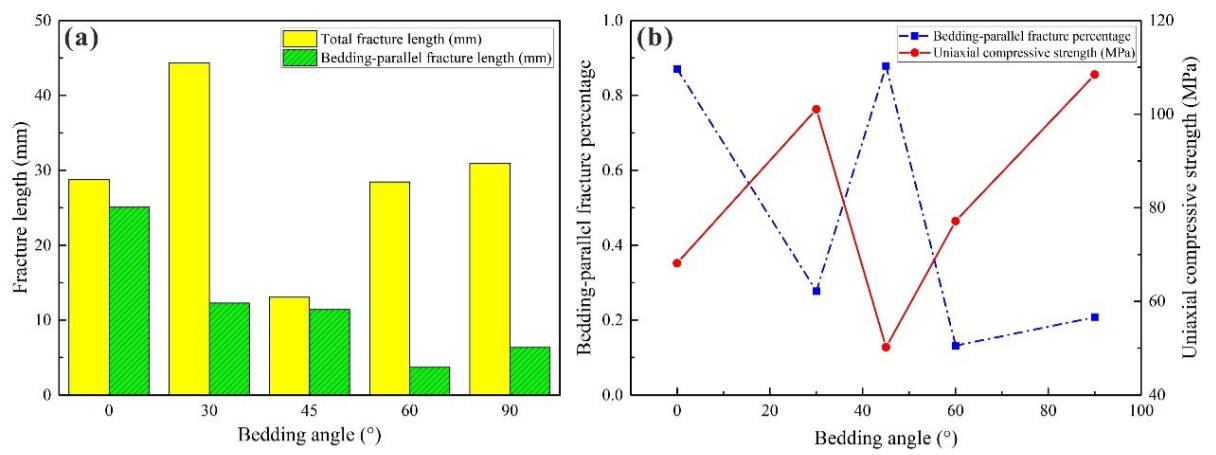 (a)
Total fracture length (mm)
Bedding-parallel fracture length (mm)
Fracture length (mm)
50
40
30
20
10
0
0 30 45 60 90
Bedding angle (°)
(b)
Bedding-parallel fracture percentage
Uniaxial compressive strength (MPa)
Bedding-parallel fracture percentage
1.0
0.8
0.6
0.4
0.2
0.0
0 20 40 60 80 100
Bedding angle (°)
120
100
80
60
40
Uniaxial compressive strength (MPa)